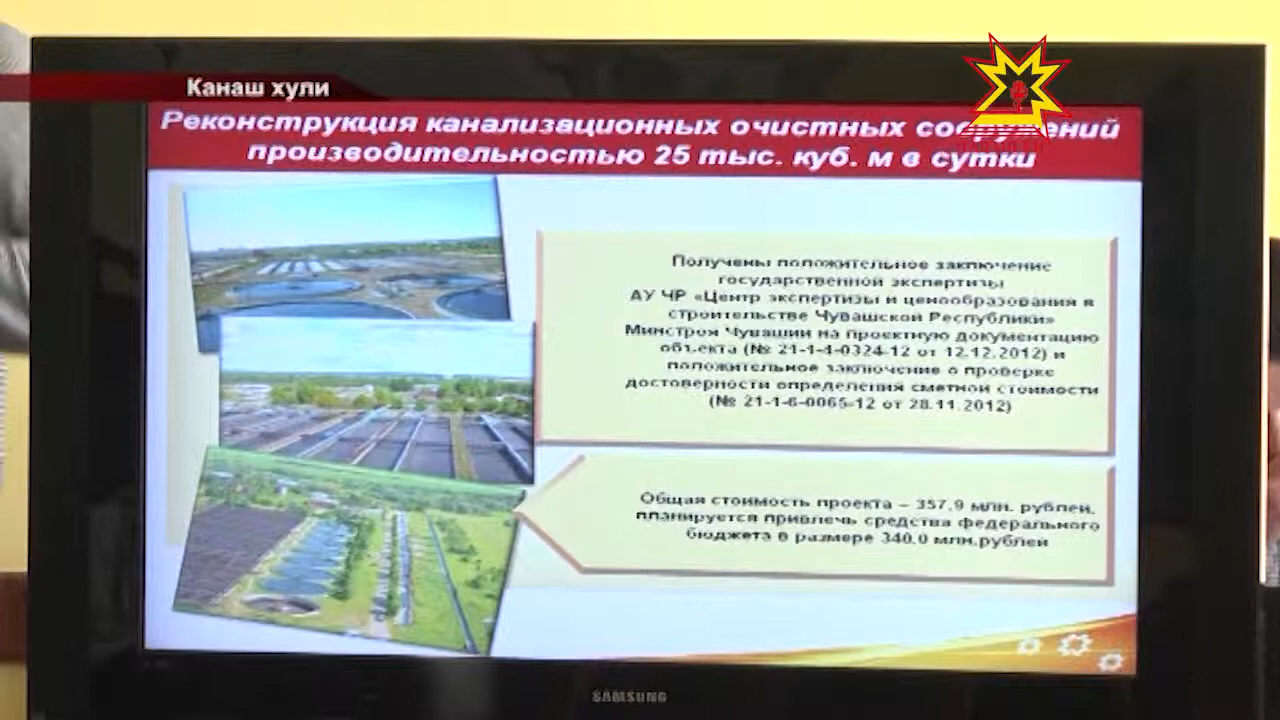 Канаш хули
Реконструкция канализационных очистных сооружений
производительностью 25 тыс. куб. м в сутки
Получены положительное заключение
государственной экспертизы
АУ ЧР «Центр экспертизы и ценообразования в
строительстве Чувашской Республики»
Минстроя Чувашии на проектную документацию
объекта (№ 21-1-4-0324-12 от 12.12.2012) и
положительное заключение о проверке
достоверности определения сметной стоимости
(№ 21-1-6-0065-12 от 28.11.2012)
Общая стоимость проекта – 357,9 млн. рублей,
планируется привлечь средства федерального
бюджета в размере 340,0 млн.рублей
SAMSUNG